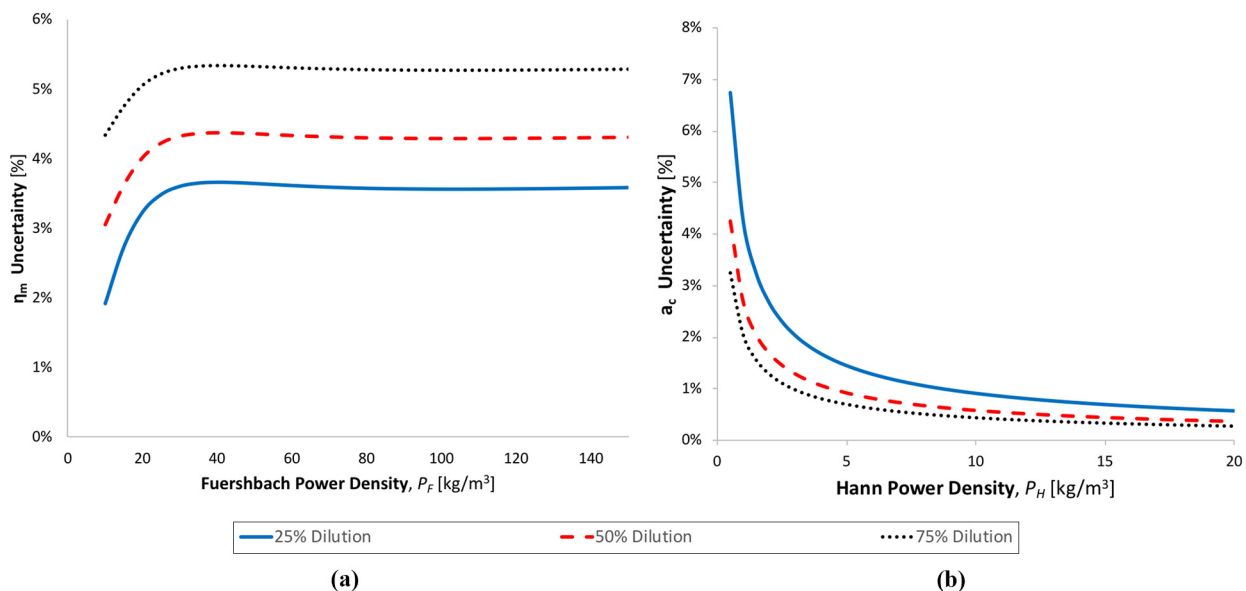 6%
5%
4%
3%
2%
1%
0%
ηm Uncertainty [%]
0 20 40 60 80 100 120 140
Fuershbach Power Density, PF [kg/m³]
8%
7%
6%
5%
4%
3%
2%
1%
0%
ac Uncertainty [%]
0 5 10 15 20
Hann Power Density, PH [kg/m³]
25% Dilution 50% Dilution 75% Dilution
(a) (b)